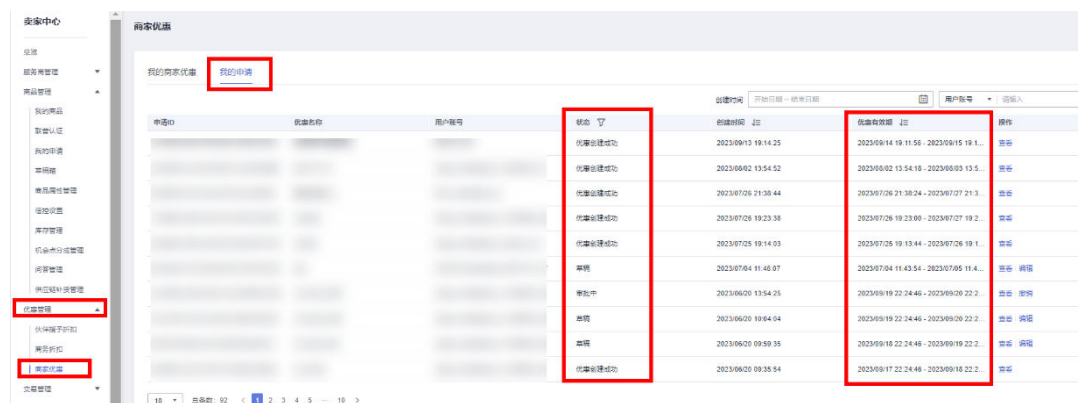 卖家中心
总览
服务商管理
商品管理
我的商品
联营认证
我的申请
草稿箱
商品属性管理
信控设置
库存管理
机会点分成管理
问答管理
供应链补货管理
优惠管理
伙伴授予折扣
商务折扣
商家优惠
交易管理
商家优惠
我的商家优惠 我的申请
创建时间 开始日期 - 结束日期 用户账号 请输入
申请ID 优惠名称 用户账号 状态 创建时间 优惠有效期 操作
优惠创建成功 2023/09/13 19:14:25 2023/09/14 19:11:58 - 2023/09/15 19:1... 查看
优惠创建成功 2023/08/02 13:54:52 2023/08/02 13:54:18 - 2023/08/03 13:5... 查看
优惠创建成功 2023/07/26 21:38:44 2023/07/26 21:38:24 - 2023/07/27 21:3... 查看
优惠创建成功 2023/07/26 19:23:38 2023/07/26 19:23:00 - 2023/07/27 19:2... 查看
优惠创建成功 2023/07/25 19:14:03 2023/07/25 19:13:44 - 2023/07/26 19:1... 查看
草稿 2023/07/04 11:46:07 2023/07/04 11:43:54 - 2023/07/05 11:4... 查看 编辑
审批中 2023/06/20 13:54:25 2023/09/19 22:24:46 - 2023/09/20 22:2... 查看 撤销
草稿 2023/06/20 10:04:04 2023/09/19 22:24:46 - 2023/09/20 22:2... 查看 编辑
草稿 2023/06/20 09:59:35 2023/09/18 22:24:46 - 2023/09/19 22:2... 查看 编辑
优惠创建成功 2023/06/20 09:35:54 2023/09/17 22:24:46 - 2023/09/18 22:2... 查看
10 总条数: 92 < 1 2 3 4 5 ... 10 >